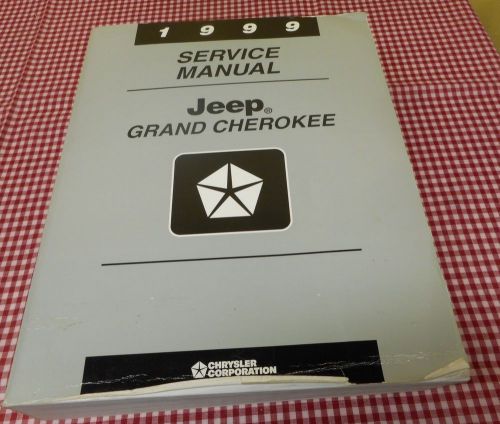 1999
SERVICE
MANUAL
Jeep®
GRAND CHEROKEE
CHRYSLER
CORPORATION